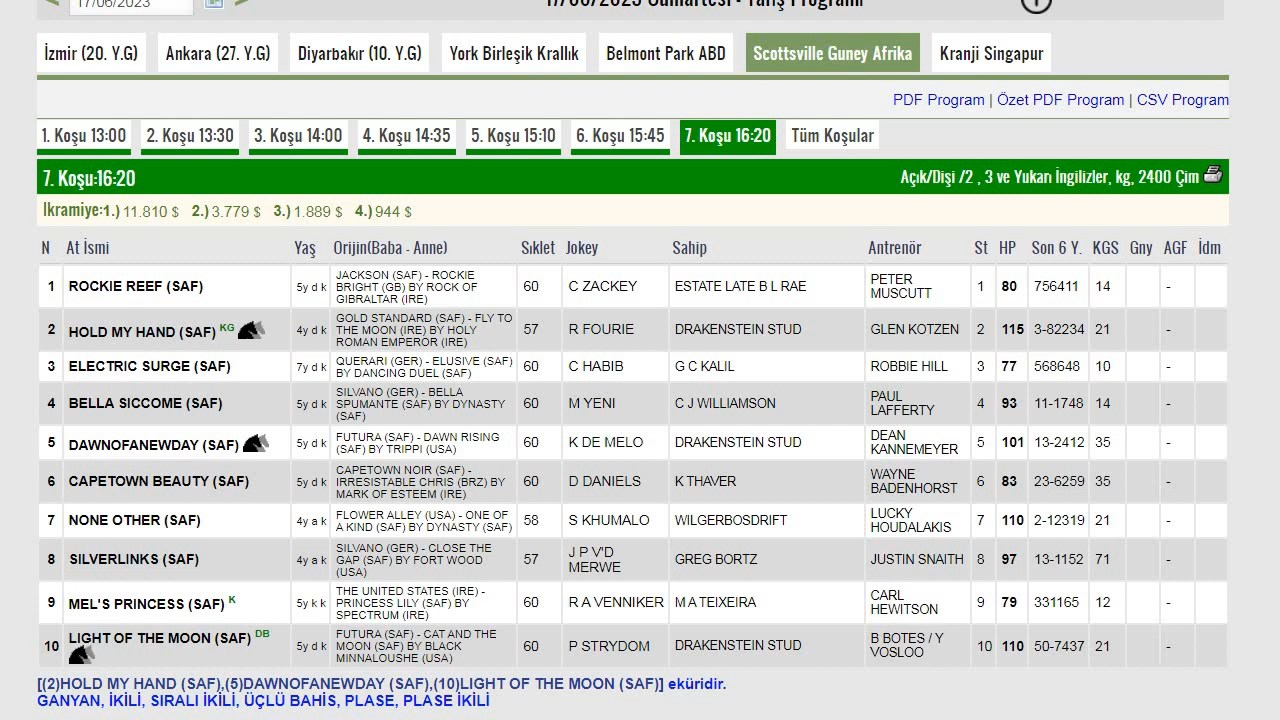 17/06/2023
17/06/2023 Cumartesi - Yarış Programı
İzmir (20. Y.G) Ankara (27. Y.G) Diyarbakır (10. Y.G) York Birleşik Krallık Belmont Park ABD Scottsville Guney Afrika Kranji Singapur
PDF Program | Özet PDF Program | CSV Program
1. Koşu 13:00 2. Koşu 13:30 3. Koşu 14:00 4. Koşu 14:35 5. Koşu 15:10 6. Koşu 15:45 7. Koşu 16:20 Tüm Koşular
7. Koşu:16:20 Açık/Dişi /2 , 3 ve Yukarı İngilizler, kg, 2400 Çim
Ikramiye:1.) 11.810 $ 2.) 3.779 $ 3.) 1.889 $ 4.) 944 $
N At İsmi Yaş Orijin(Baba - Anne) Sıklet Jokey Sahip Antrenör St HP Son 6 Y. KGS Gny AGF İdm
1 ROCKIE REEF (SAF) 5y d k JACKSON (SAF) - ROCKIE BRIGHT (GB) BY ROCK OF GIBRALTAR (IRE) 60 C ZACKEY ESTATE LATE B L RAE PETER MUSCUTT 1 80 756411 14 -
2 HOLD MY HAND (SAF) KG 4y d k GOLD STANDARD (SAF) - FLY TO THE MOON (IRE) BY HOLY ROMAN EMPEROR (IRE) 57 R FOURIE DRAKENSTEIN STUD GLEN KOTZEN 2 115 3-82234 21 -
3 ELECTRIC SURGE (SAF) 7y d k QUERARI (GER) - ELUSIVE (SAF) BY DANCING DUEL (SAF) 60 C HABIB G C KALIL ROBBIE HILL 3 77 568648 10 -
4 BELLA SICCOME (SAF) 5y d k SILVANO (GER) - BELLA SPUMANTE (SAF) BY DYNASTY (SAF) 60 M YENI C J WILLIAMSON PAUL LAFFERTY 4 93 11-1748 14 -
5 DAWNOFANEWDAY (SAF) 5y d k FUTURA (SAF) - DAWN RISING (SAF) BY TRIPPI (USA) 60 K DE MELO DRAKENSTEIN STUD DEAN KANNEMEYER 5 101 13-2412 35 -
6 CAPETOWN BEAUTY (SAF) 5y d k CAPETOWN NOIR (SAF) - IRRESISTABLE CHRIS (BRZ) BY MARK OF ESTEEM (IRE) 60 D DANIELS K THAVER WAYNE BADENHORST 6 83 23-6259 35 -
7 NONE OTHER (SAF) 4y a k FLOWER ALLEY (USA) - ONE OF A KIND (SAF) BY DYNASTY (SAF) 58 S KHUMALO WILGERBOSDRIFT LUCKY HOUDALAKIS 7 110 2-12319 21 -
8 SILVERLINKS (SAF) 4y a k SILVANO (GER) - CLOSE THE GAP (SAF) BY FORT WOOD (USA) 57 J P V'D MERWE GREG BORTZ JUSTIN SNAITH 8 97 13-1152 71 -
9 MEL'S PRINCESS (SAF) K 5y k k THE UNITED STATES (IRE) - PRINCESS LILY (SAF) BY SPECTRUM (IRE) 60 R A VENNIKER M A TEIXEIRA CARL HEWITSON 9 79 331165 12 -
10 LIGHT OF THE MOON (SAF) DB 5y d k FUTURA (SAF) - CAT AND THE MOON (SAF) BY BLACK MINNALOUSHE (USA) 60 P STRYDOM DRAKENSTEIN STUD B BOTES / Y VOSLOO 10 110 50-7437 21 -
[(2)HOLD MY HAND (SAF),(5)DAWNOFANEWDAY (SAF),(10)LIGHT OF THE MOON (SAF)] eküridir.
GANYAN, İKİLİ, SIRALI İKİLİ, ÜÇLÜ BAHİS, PLASE, PLASE İKİLİ